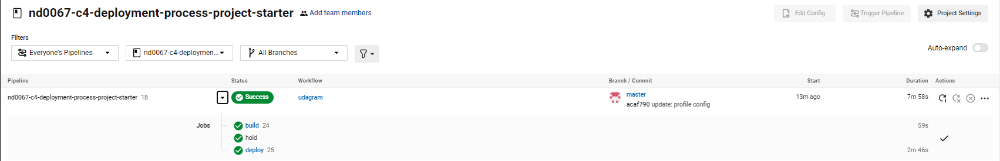 nd0067-c4-deployment-process-project-starter Add team members Edit Config Trigger Pipeline Project Settings
Filters
Everyone's Pipelines nd0067-c4-deploymen... All Branches Auto-expand
Pipeline Status Workflow Branch / Commit Start Duration Actions
nd0067-c4-deployment-process-project-starter 18 Success udagram master 13m ago 7m 58s
acaf790 update: profile config
Jobs build 24 59s
hold
deploy 25 2m 46s